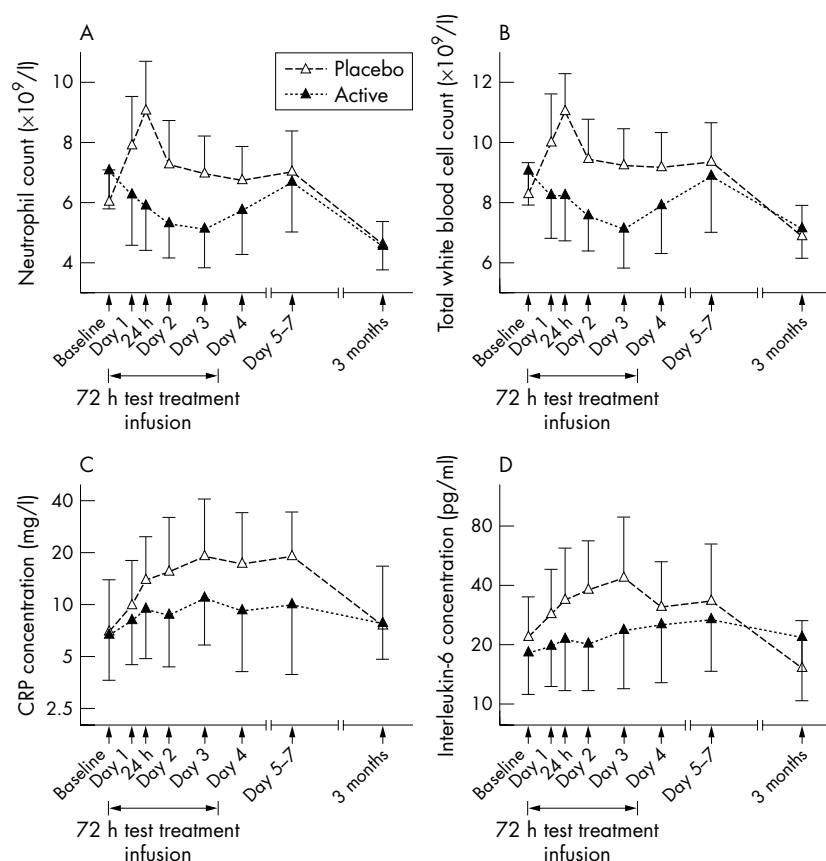 A
Neutrophil count (×10⁹/l)
10
8
6
4
Placebo
Active
Baseline
Day 1
24 h
Day 2
Day 3
Day 4
Day 5–7
3 months
72 h test treatment
infusion
B
Total white blood cell count (×10⁹/l)
12
10
8
6
Baseline
Day 1
24 h
Day 2
Day 3
Day 4
Day 5–7
3 months
72 h test treatment
infusion
C
CRP concentration (mg/l)
40
20
10
5
2.5
Baseline
Day 1
24 h
Day 2
Day 3
Day 4
Day 5–7
3 months
72 h test treatment
infusion
D
Interleukin-6 concentration (pg/ml)
80
40
20
10
Baseline
Day 1
24 h
Day 2
Day 3
Day 4
Day 5–7
3 months
72 h test treatment
infusion